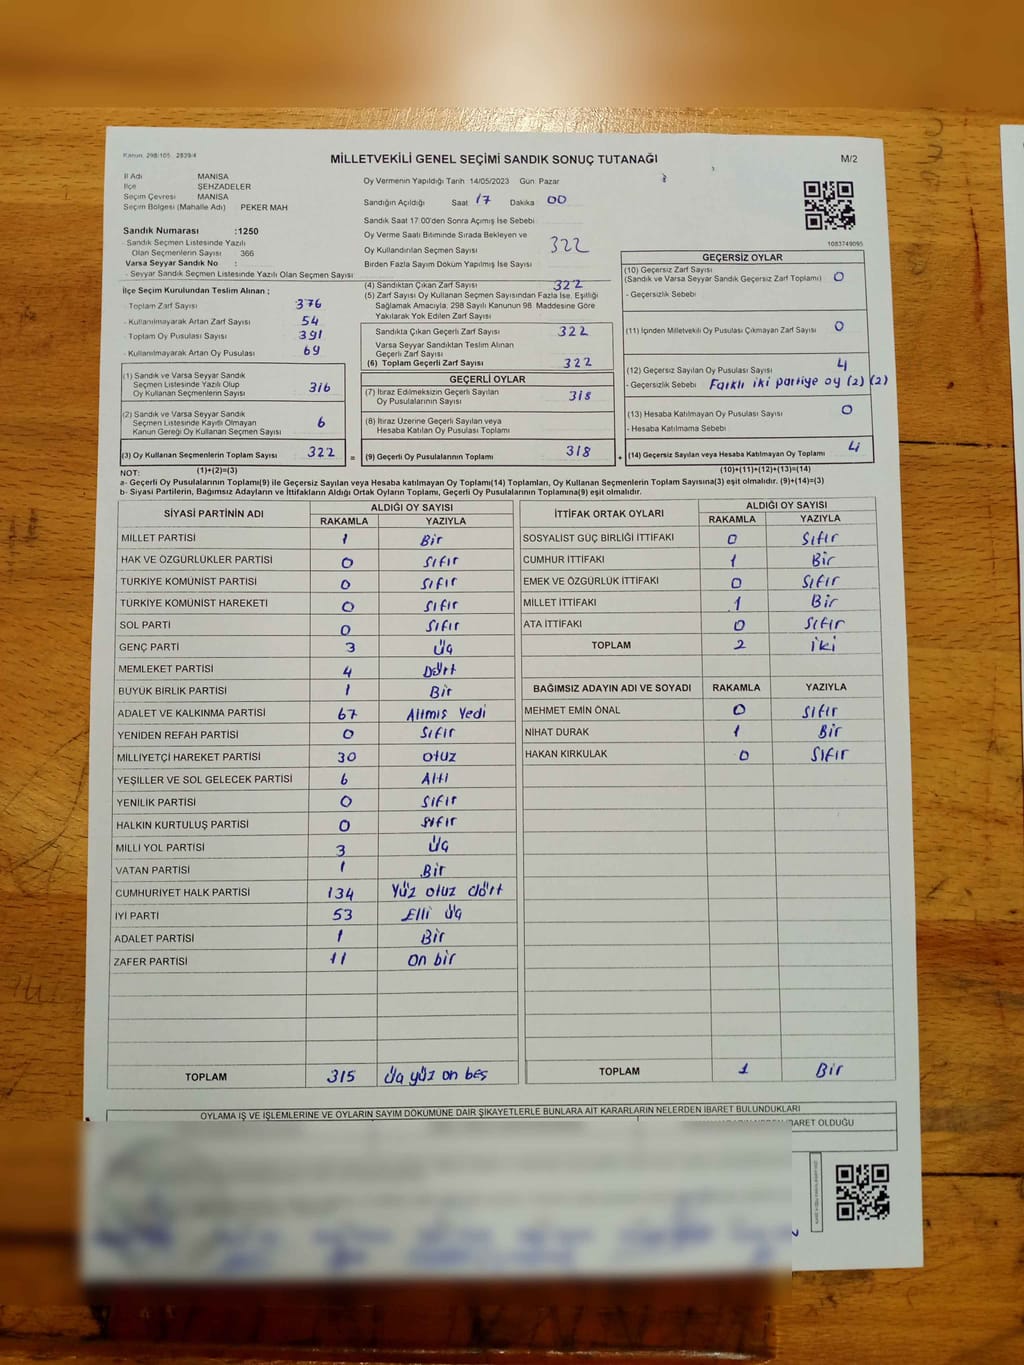 Kanun: 298/105 2839/4
MİLLETVEKİLİ GENEL SEÇİMİ SANDIK SONUÇ TUTANAĞI
M/2
İl Adı MANİSA
İlçe ŞEHZADELER
Seçim Çevresi MANİSA
Seçim Bölgesi (Mahalle Adı) PEKER MAH
Sandık Numarası :1250
- Sandık Seçmen Listesinde Yazılı
Olan Seçmenlerin Sayısı 366
Varsa Seyyar Sandık No :
- Seyyar Sandık Seçmen Listesinde Yazılı Olan Seçmen Sayısı
Oy Vermenin Yapıldığı Tarih 14/05/2023 Gün Pazar
Sandığın Açıldığı Saat 17 Dakika 00
Sandık Saat 17:00'den Sonra Açımış İse Sebebi
Oy Verme Saati Bitiminde Sırada Bekleyen ve
Oy Kullandırılan Seçmen Sayısı 322
Birden Fazla Sayım Döküm Yapılmış İse Sayısı
1083749095
İlçe Seçim Kurulundan Teslim Alınan ;
- Toplam Zarf Sayısı 376
- Kullanılmayarak Artan Zarf Sayısı 54
- Toplam Oy Pusulası Sayısı 391
- Kullanılmayarak Artan Oy Pusulası 69
(1) Sandık ve Varsa Seyyar Sandık
Seçmen Listesinde Yazılı Olup
Oy Kullanan Seçmenlerin Sayısı 316
(2) Sandık ve Varsa Seyyar Sandık
Seçmen Listesinde Kayıtlı Olmayan
Kanun Gereği Oy Kullanan Seçmen Sayısı 6
(3) Oy Kullanan Seçmenlerin Toplam Sayısı 322 =
(4) Sandıktan Çıkan Zarf Sayısı 322
(5) Zarf Sayısı Oy Kullanan Seçmen Sayısından Fazla İse, Eşitliği
Sağlamak Amacıyla, 298 Sayılı Kanunun 98. Maddesine Göre
Yakılarak Yok Edilen Zarf Sayısı
Sandıkta Çıkan Geçerli Zarf Sayısı 322
Varsa Seyyar Sandıktan Teslim Alınan
Geçerli Zarf Sayısı
(6) Toplam Geçerli Zarf Sayısı 322
GEÇERLİ OYLAR
(7) İtiraz Edilmeksizin Geçerli Sayılan
Oy Pusulalarının Sayısı 318
(8) İtiraz Üzerine Geçerli Sayılan veya
Hesaba Katılan Oy Pusulası Toplamı
(9) Geçerli Oy Pusulalarının Toplamı 318 +
GEÇERSİZ OYLAR
(10) Geçersiz Zarf Sayısı
(Sandık ve Varsa Seyyar Sandık Geçersiz Zarf Toplamı) 0
- Geçersizlik Sebebi
(11) İçinden Milletvekili Oy Pusulası Çıkmayan Zarf Sayısı 0
(12) Geçersiz Sayılan Oy Pusulası Sayısı 4
- Geçersizlik Sebebi Farklı iki partiye oy (2) (2)
(13) Hesaba Katılmayan Oy Pusulası Sayısı 0
- Hesaba Katılmama Sebebi
(14) Geçersiz Sayılan veya Hesaba Katılmayan Oy Toplamı 4
NOT: (1)+(2)=(3) (10)+(11)+(12)+(13)=(14)
a- Geçerli Oy Pusulalarının Toplamı(9) ile Geçersiz Sayılan veya Hesaba Katılmayan Oy Toplamı(14) Toplamları, Oy Kullanan Seçmenlerin Toplam Sayısına(3) eşit olmalıdır. (9)+(14)=(3)
b- Siyasi Partilerin, Bağımsız Adayların ve İttifakların Aldığı Ortak Oyların Toplamı, Geçerli Oy Pusulalarının Toplamına(9) eşit olmalıdır.
SİYASİ PARTİNİN ADI ALDIĞI OY SAYISI
RAKAMLA YAZIYLA
MİLLET PARTİSİ 1 Bir
HAK VE ÖZGÜRLÜKLER PARTİSİ 0 Sıfır
TÜRKİYE KOMÜNİST PARTİSİ 0 Sıfır
TÜRKİYE KOMÜNİST HAREKETİ 0 Sıfır
SOL PARTİ 0 Sıfır
GENÇ PARTİ 3 Üç
MEMLEKET PARTİSİ 4 Dört
BÜYÜK BİRLİK PARTİSİ 1 Bir
ADALET VE KALKINMA PARTİSİ 67 Altmış Yedi
YENİDEN REFAH PARTİSİ 0 Sıfır
MİLLİYETÇİ HAREKET PARTİSİ 30 otuz
YEŞİLLER VE SOL GELECEK PARTİSİ 6 Altı
YENİLİK PARTİSİ 0 Sıfır
HALKIN KURTULUŞ PARTİSİ 0 Sıfır
MİLLİ YOL PARTİSİ 3 Üç
VATAN PARTİSİ 1 Bir
CUMHURİYET HALK PARTİSİ 134 Yüz otuz dört
İYİ PARTİ 53 Elli üç
ADALET PARTİSİ 1 Bir
ZAFER PARTİSİ 11 on bir
TOPLAM 315 Üç yüz on beş
İTTİFAK ORTAK OYLARI ALDIĞI OY SAYISI
RAKAMLA YAZIYLA
SOSYALİST GÜÇ BİRLİĞİ İTTİFAKI 0 Sıfır
CUMHUR İTTİFAKI 1 Bir
EMEK VE ÖZGÜRLÜK İTTİFAKI 0 Sıfır
MİLLET İTTİFAKI 1 Bir
ATA İTTİFAKI 0 Sıfır
TOPLAM 2 iki
BAĞIMSIZ ADAYIN ADI VE SOYADI RAKAMLA YAZIYLA
MEHMET EMİN ÖNAL 0 Sıfır
NİHAT DURAK 1 Bir
HAKAN KIRKULAK 0 Sıfır
TOPLAM 1 Bir
OYLAMA İŞ VE İŞLEMLERİNE VE OYLARIN SAYIM DÖKÜMÜNE DAİR ŞİKAYETLERLE BUNLARA AİT KARARLARIN NELERDEN İBARET BULUNDUKLARI
İBARET OLDUĞU